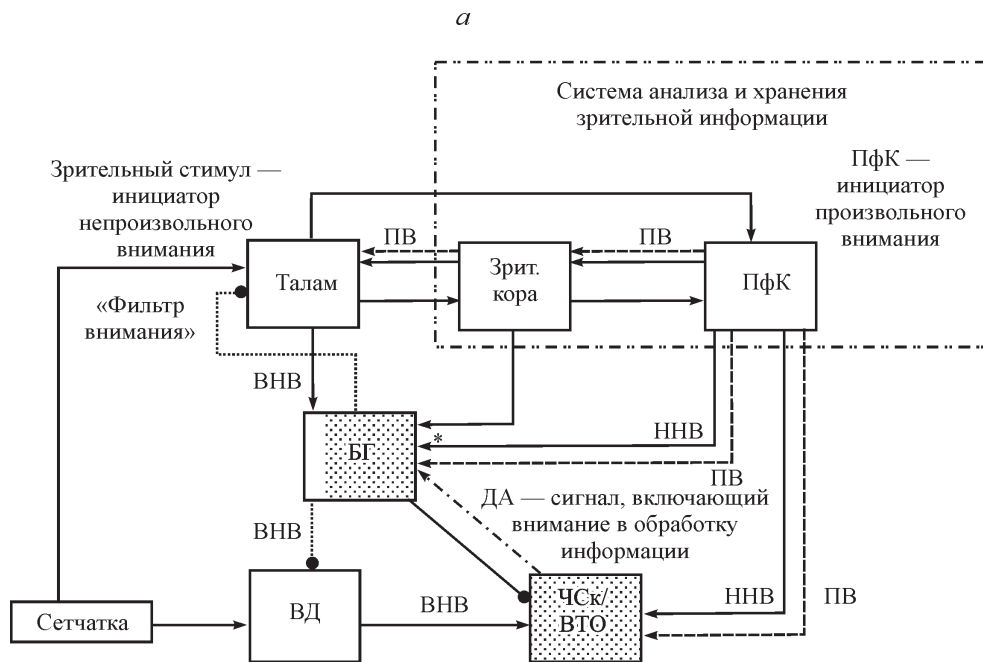 а
Система анализа и хранения
зрительной информации
Зрительный стимул —
инициатор
непроизвольного
внимания
ПфК —
инициатор
произвольного
внимания
ПВ
ПВ
Талам
Зрит.
кора
ПфК
«Фильтр
внимания»
ВНВ
БГ
*
ННВ
ПВ
ДА — сигнал, включающий
внимание в обработку
информации
ВНВ
Сетчатка
ВД
ВНВ
ЧСк/
ВТО
ННВ
ПВ